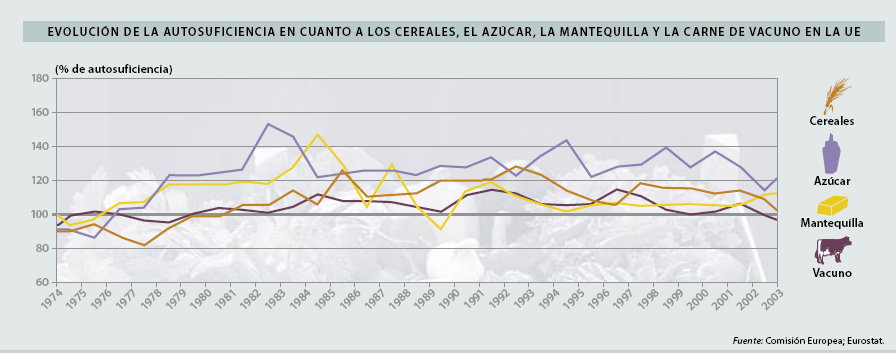 EVOLUCIÓN DE LA AUTOSUFICIENCIA EN CUANTO A LOS CEREALES, EL AZÚCAR, LA MANTEQUILLA Y LA CARNE DE VACUNO EN LA UE
(% de autosuficiencia)
180
160
140
120
100
80
60
1974 1975 1976 1977 1978 1979 1980 1981 1982 1983 1984 1985 1986 1987 1988 1989 1990 1991 1992 1993 1994 1995 1996 1997 1998 1999 2000 2001 2002 2003
Cereales
Azúcar
Mantequilla
Vacuno
Fuente: Comisión Europea; Eurostat.